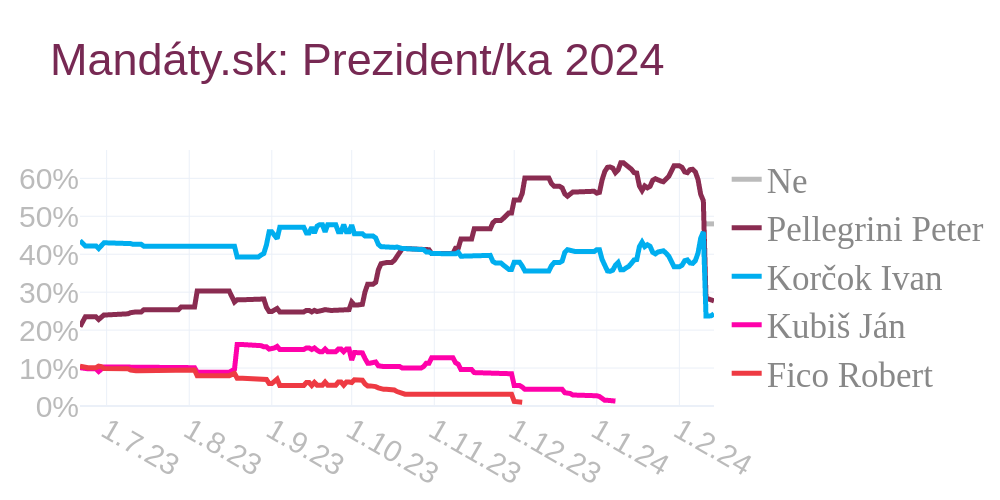 Mandáty.sk: Prezident/ka 2024
60%
50%
40%
30%
20%
10%
0%
1.7.23
1.8.23
1.9.23
1.10.23
1.11.23
1.12.23
1.1.24
1.2.24
Ne
Pellegrini Peter
Korčok Ivan
Kubiš Ján
Fico Robert